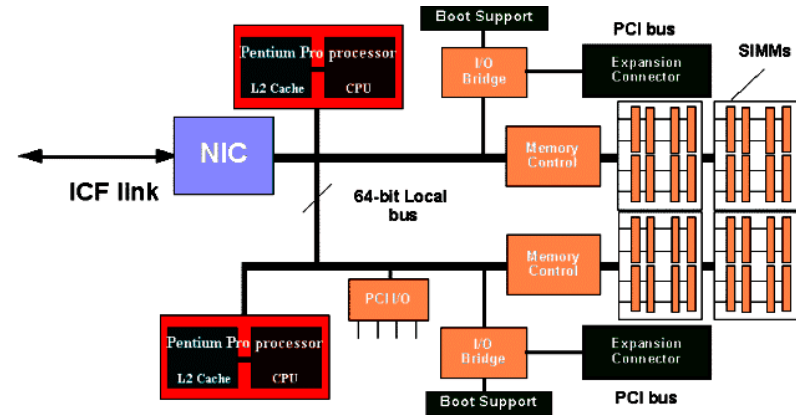 Boot Support
PCI bus
SIMMs
Pentium Pro processor
L2 Cache
CPU
I/O
Bridge
Expansion
Connector
NIC
Memory
Control
ICF link
64-bit Local
bus
Memory
Control
PCI I/O
Pentium Pro processor
L2 Cache
CPU
I/O
Bridge
Expansion
Connector
Boot Support
PCI bus